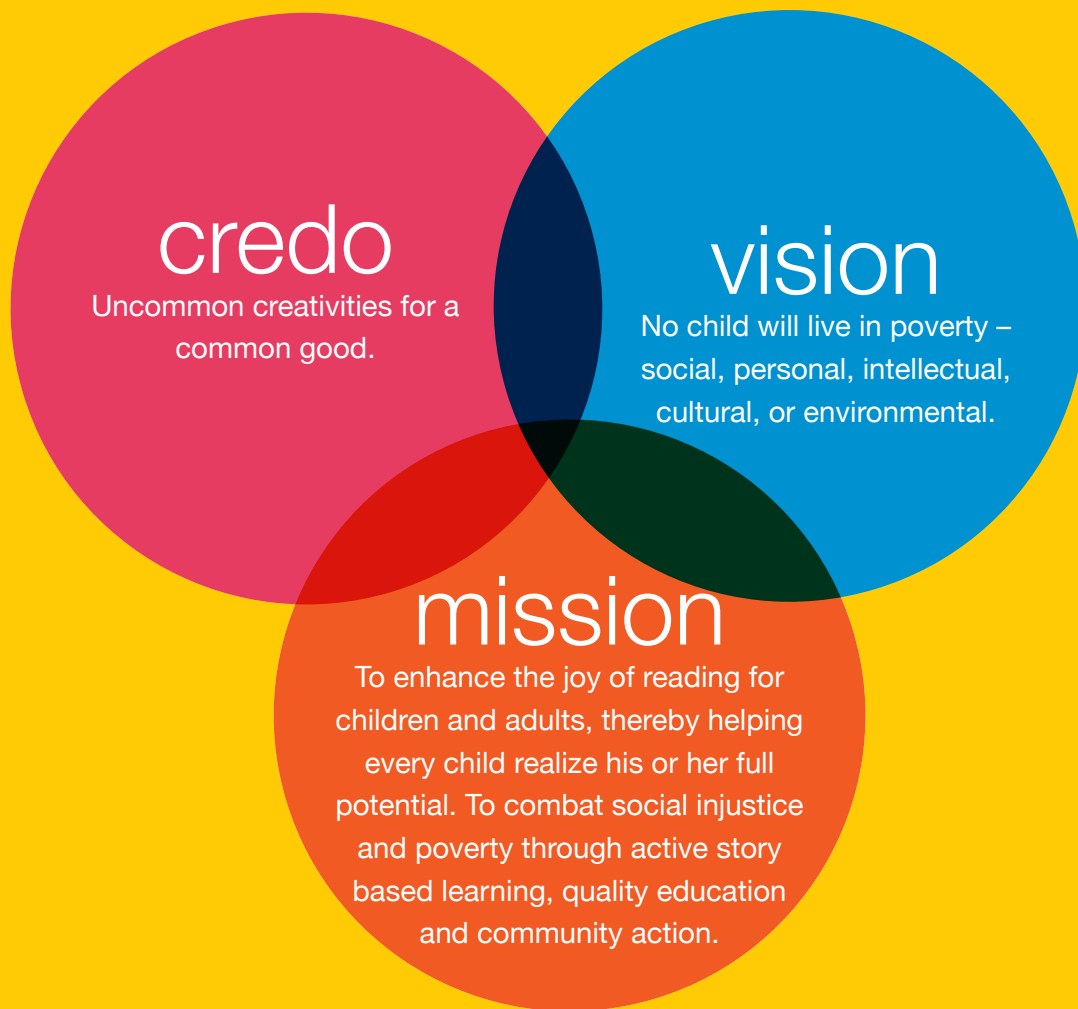 credo
Uncommon creativities for a
common good.
vision
No child will live in poverty –
social, personal, intellectual,
cultural, or environmental.
mission
To enhance the joy of reading for
children and adults, thereby helping
every child realize his or her full
potential. To combat social injustice
and poverty through active story
based learning, quality education
and community action.